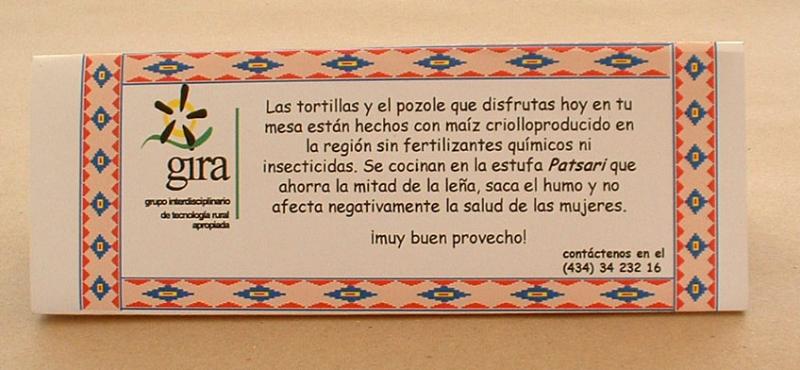 gira
grupo interdisciplinario
de tecnología rural
apropiada
Las tortillas y el pozole que disfrutas hoy en tu
mesa están hechos con maíz criolloproducido en
la región sin fertilizantes químicos ni
insecticidas. Se cocinan en la estufa Patsari que
ahorra la mitad de la leña, saca el humo y no
afecta negativamente la salud de las mujeres.
¡muy buen provecho!
contáctenos en el
(434) 34 232 16